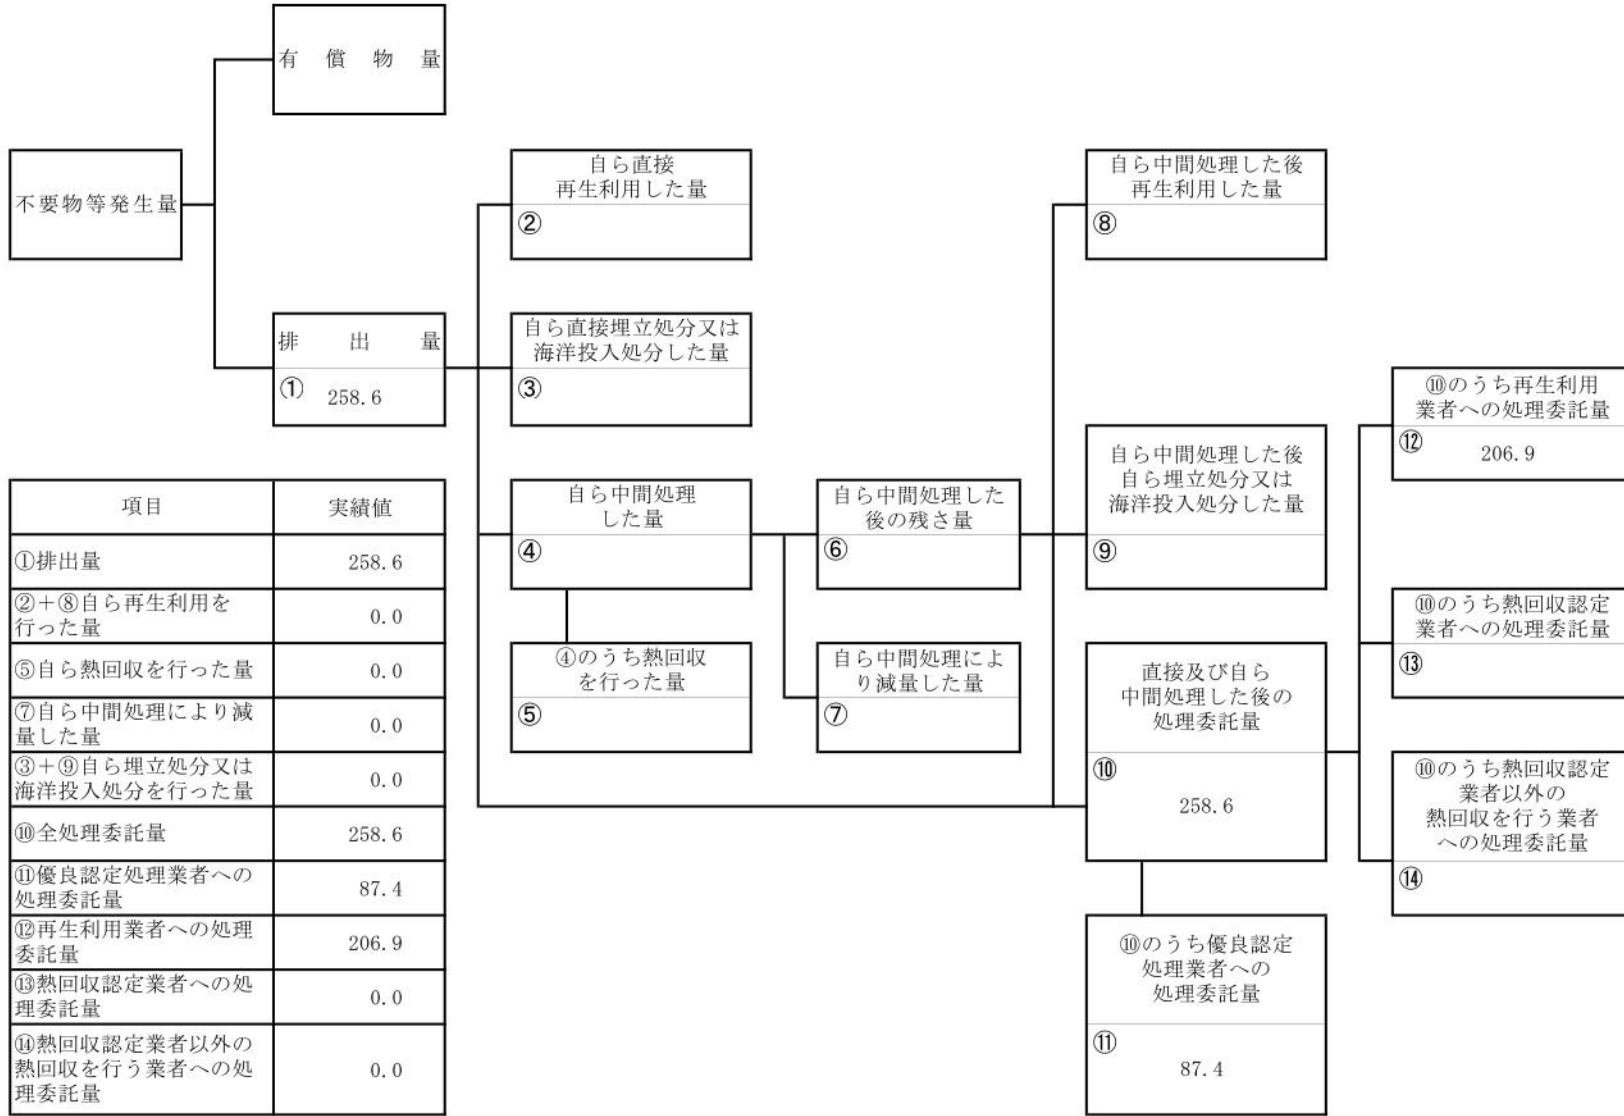 有償物量
不要物等発生量
排出量
① 258.6
自ら直接
再生利用した量
②
自ら直接埋立処分又は
海洋投入処分した量
③
自ら中間処理
した量
④
④のうち熱回収
を行った量
⑤
自ら中間処理した
後の残さ量
⑥
自ら中間処理によ
り減量した量
⑦
自ら中間処理した後
再生利用した量
⑧
自ら中間処理した後
自ら埋立処分又は
海洋投入処分した量
⑨
直接及び自ら
中間処理した後の
処理委託量
⑩
258.6
⑩のうち優良認定
処理業者への
処理委託量
⑪
87.4
⑩のうち再生利用
業者への処理委託量
⑫
206.9
⑩のうち熱回収認定
業者への処理委託量
⑬
⑩のうち熱回収認定
業者以外の
熱回収を行う業者
への処理委託量
⑭
項目 実績値
①排出量 258.6
②＋⑧自ら再生利用を
行った量 0.0
⑤自ら熱回収を行った量 0.0
⑦自ら中間処理により減
量した量 0.0
③＋⑨自ら埋立処分又は
海洋投入処分を行った量 0.0
⑩全処理委託量 258.6
⑪優良認定処理業者への
処理委託量 87.4
⑫再生利用業者への処理
委託量 206.9
⑬熱回収認定業者への処
理委託量 0.0
⑭熱回収認定業者以外の
熱回収を行う業者への処
理委託量 0.0